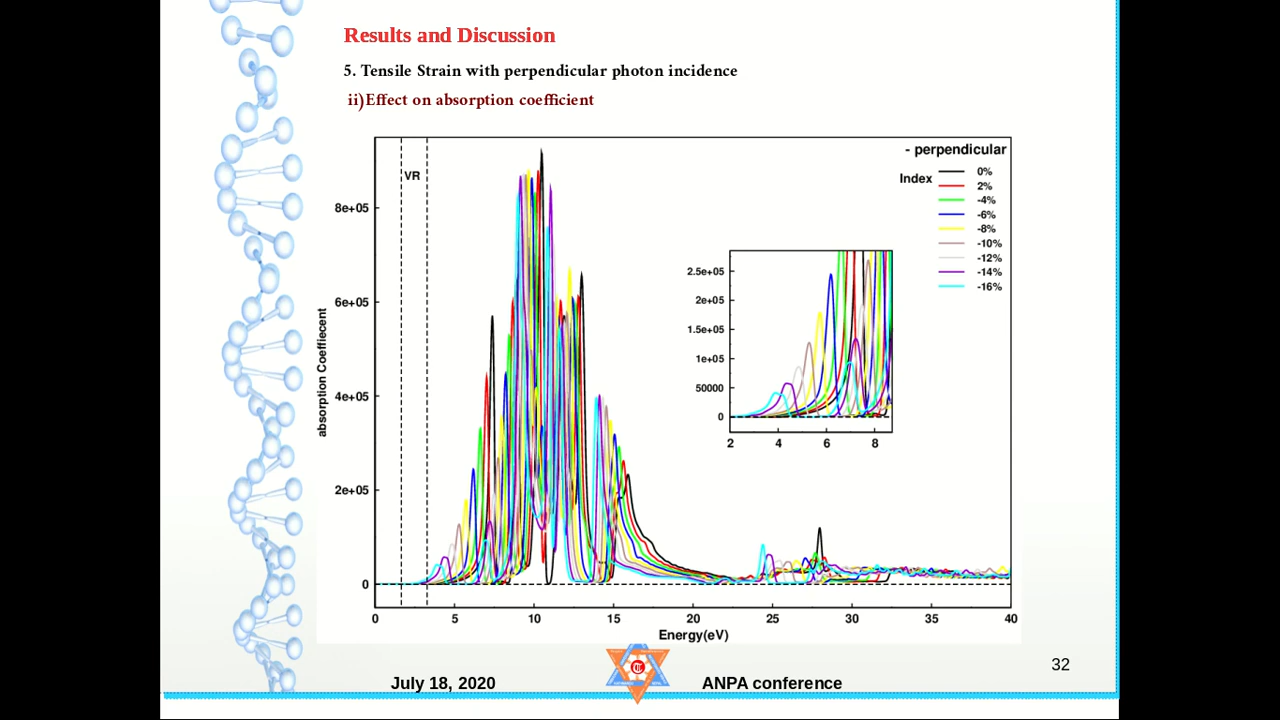 Results and Discussion
5. Tensile Strain with perpendicular photon incidence
ii)Effect on absorption coefficient
- perpendicular
VR
Index
0%
2%
-4%
-6%
-8%
-10%
-12%
-14%
-16%
8e+05
6e+05
4e+05
2e+05
0
absorption Coeffiecent
2.5e+05
2e+05
1.5e+05
1e+05
50000
0
2 4 6 8
0 5 10 15 20 25 30 35 40
Energy(eV)
32
July 18, 2020 ANPA conference